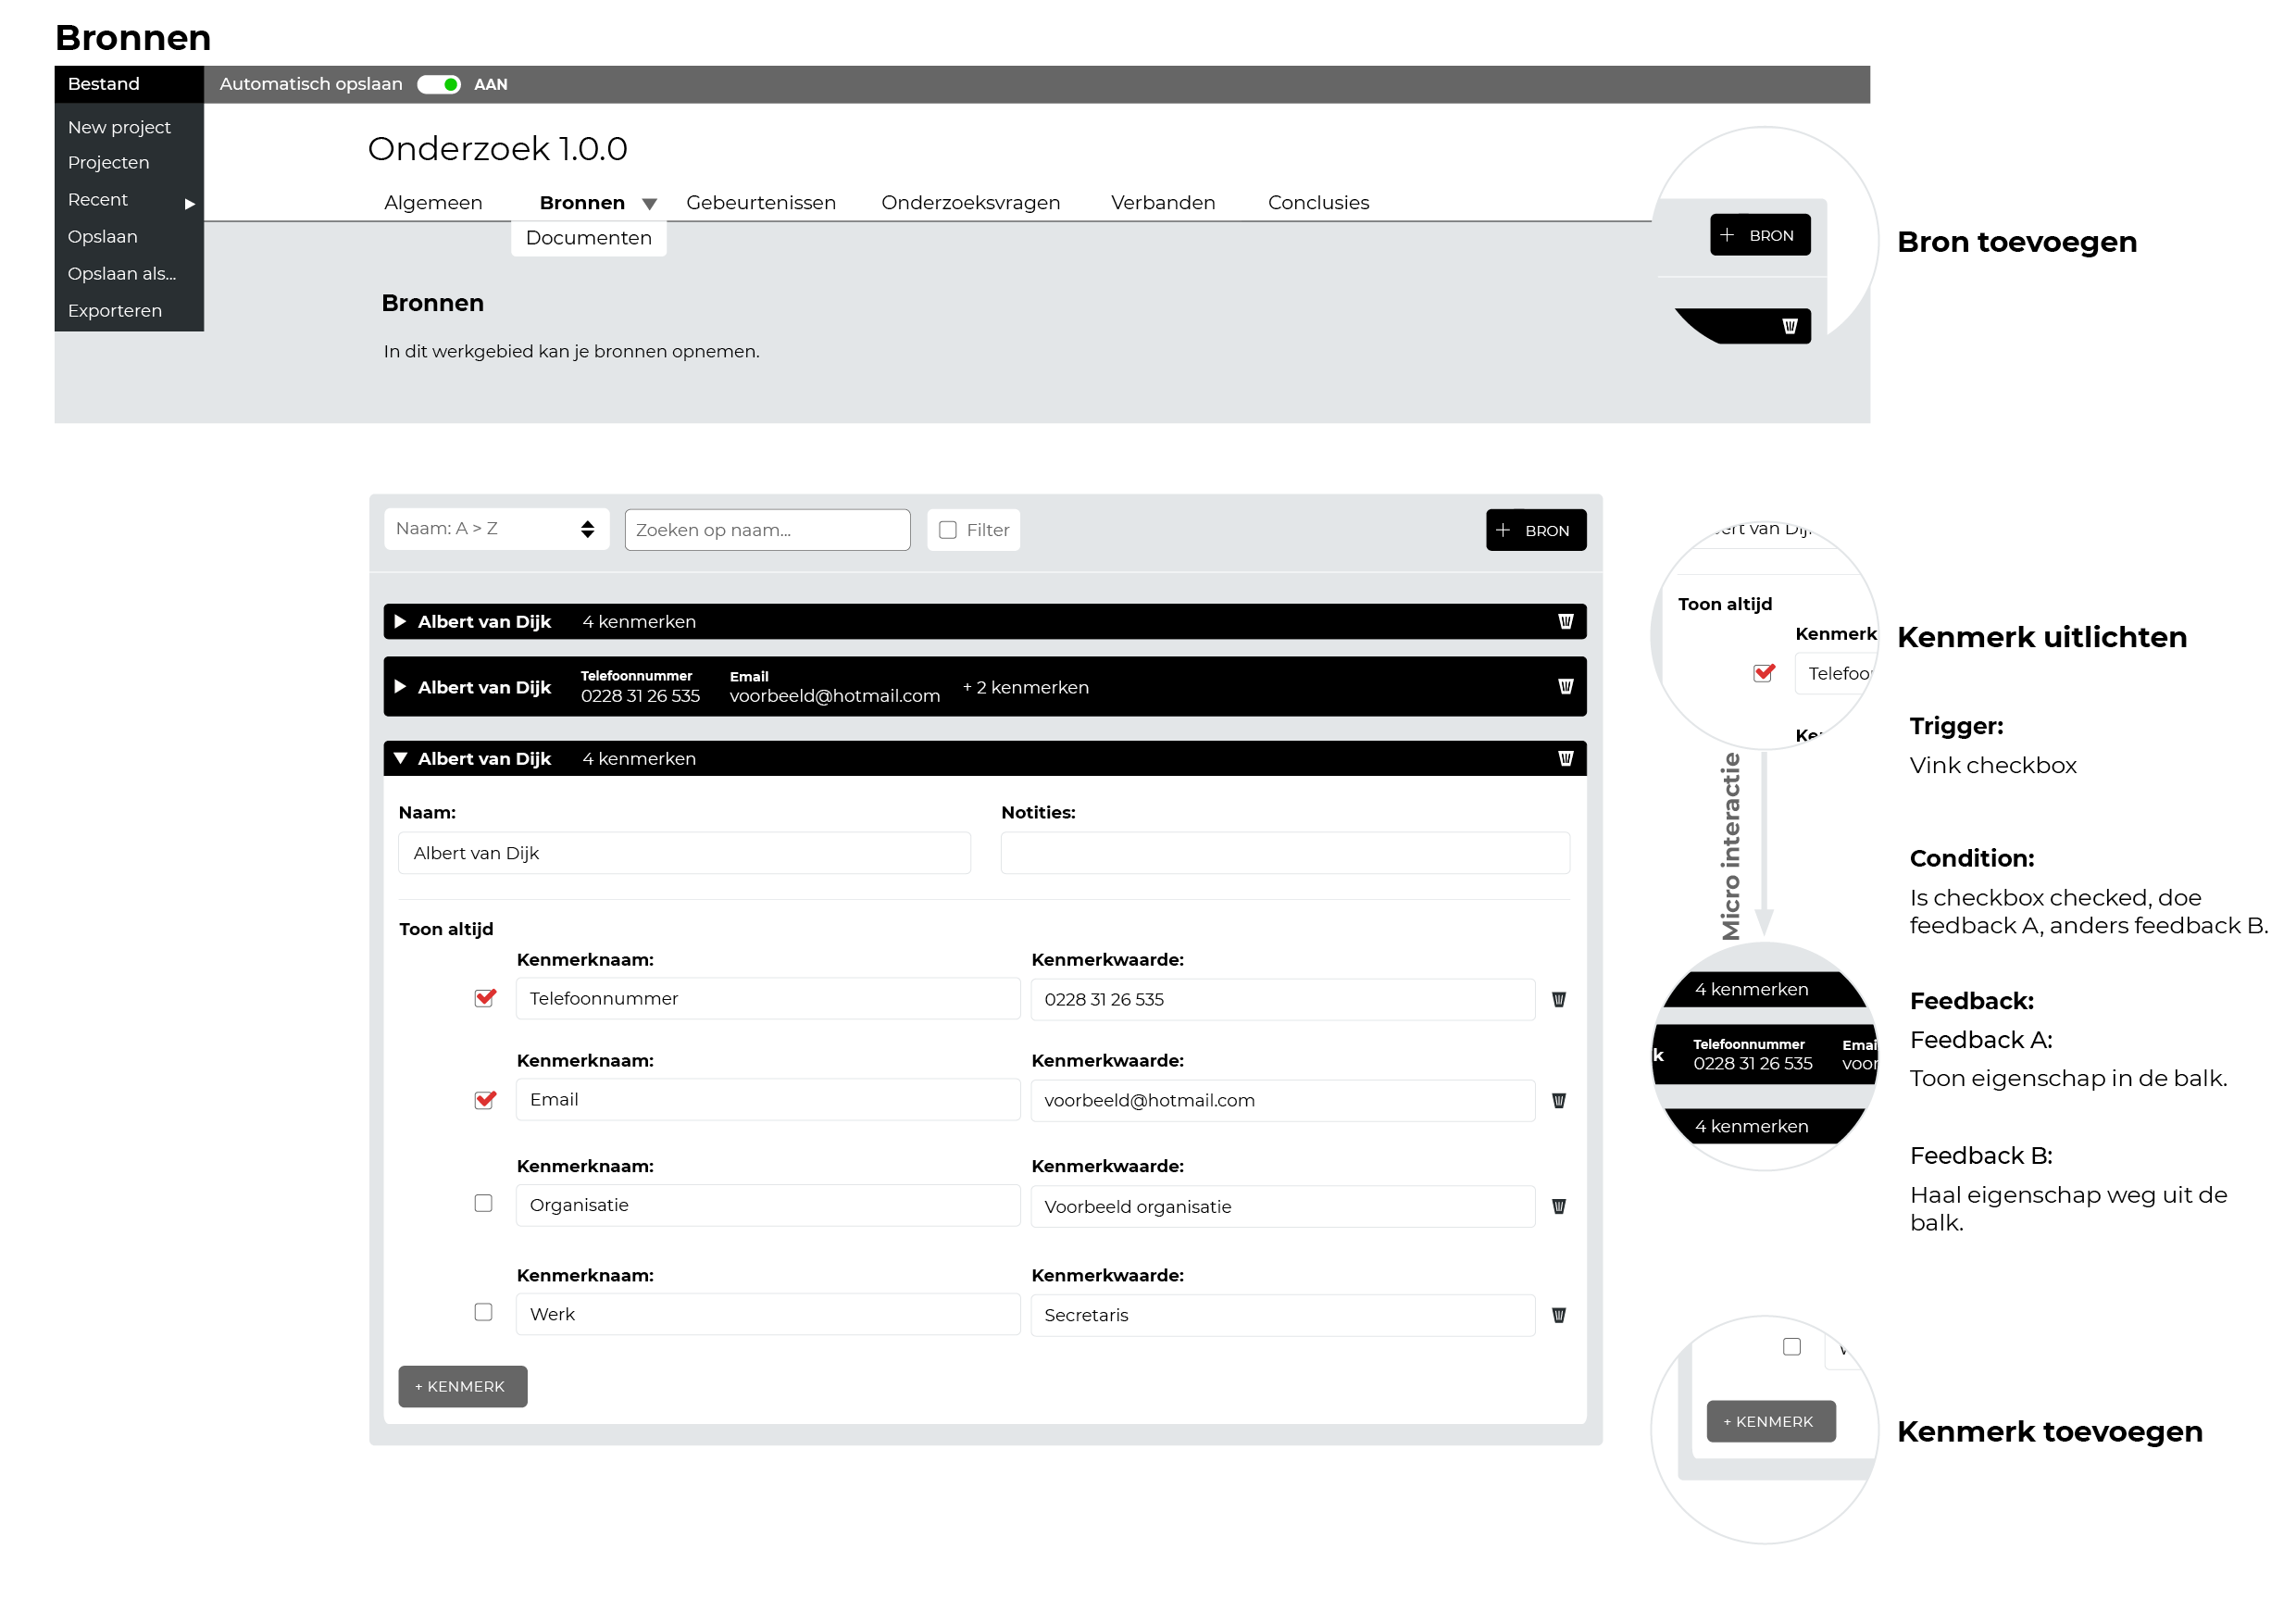 Bronnen
Bestand
Automatisch opslaan
AAN
New project
Projecten
Recent
Opslaan
Opslaan als...
Exporteren
Onderzoek 1.0.0
Algemeen
Bronnen
Gebeurtenissen
Onderzoeksvragen
Verbanden
Conclusies
Documenten
Bronnen
In dit werkgebied kan je bronnen opnemen.
+ BRON
Bron toevoegen
Naam: A > Z
Zoeken op naam...
Filter
+ BRON
Albert van Dijk 4 kenmerken
Albert van Dijk
Telefoonnummer
0228 31 26 535
Email
voorbeeld@hotmail.com
+ 2 kenmerken
Albert van Dijk 4 kenmerken
Naam:
Albert van Dijk
Notities:
Toon altijd
Kenmerknaam:
Telefoonnummer
Kenmerkwaarde:
0228 31 26 535
Kenmerknaam:
Email
Kenmerkwaarde:
voorbeeld@hotmail.com
Kenmerknaam:
Organisatie
Kenmerkwaarde:
Voorbeeld organisatie
Kenmerknaam:
Werk
Kenmerkwaarde:
Secretaris
+ KENMERK
ert van Dij
Toon altijd
Kenmerk
Telefoo
Ke
Kenmerk uitlichten
Micro interactie
Trigger:
Vink checkbox
Condition:
Is checkbox checked, doe
feedback A, anders feedback B.
4 kenmerken
k
Telefoonnummer
0228 31 26 535
Emai
voor
4 kenmerken
Feedback:
Feedback A:
Toon eigenschap in de balk.
Feedback B:
Haal eigenschap weg uit de
balk.
+ KENMERK
Kenmerk toevoegen